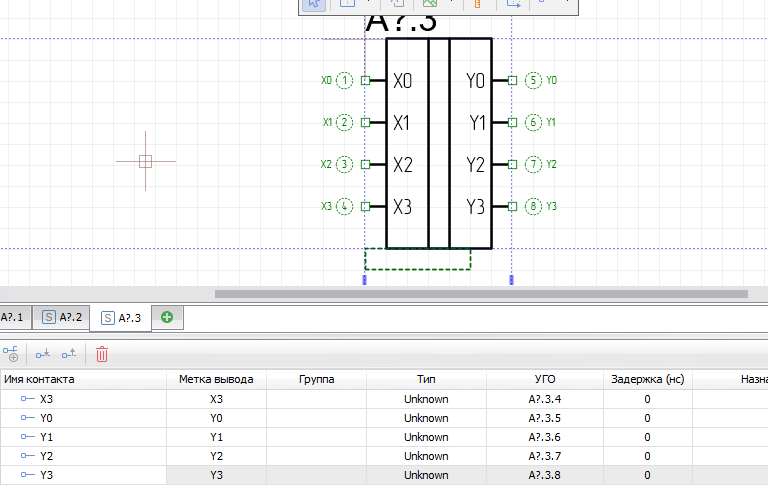 A?.3
X0 1 X0 Y0 5 Y0
X1 2 X1 Y1 6 Y1
X2 3 X2 Y2 7 Y2
X3 4 X3 Y3 8 Y3
A?.1 S A?.2 S A?.3
Имя контакта Метка вывода Группа Тип УГО Задержка (нс) Назна
X3 X3 Unknown A?.3.4 0
Y0 Y0 Unknown A?.3.5 0
Y1 Y1 Unknown A?.3.6 0
Y2 Y2 Unknown A?.3.7 0
Y3 Y3 Unknown A?.3.8 0